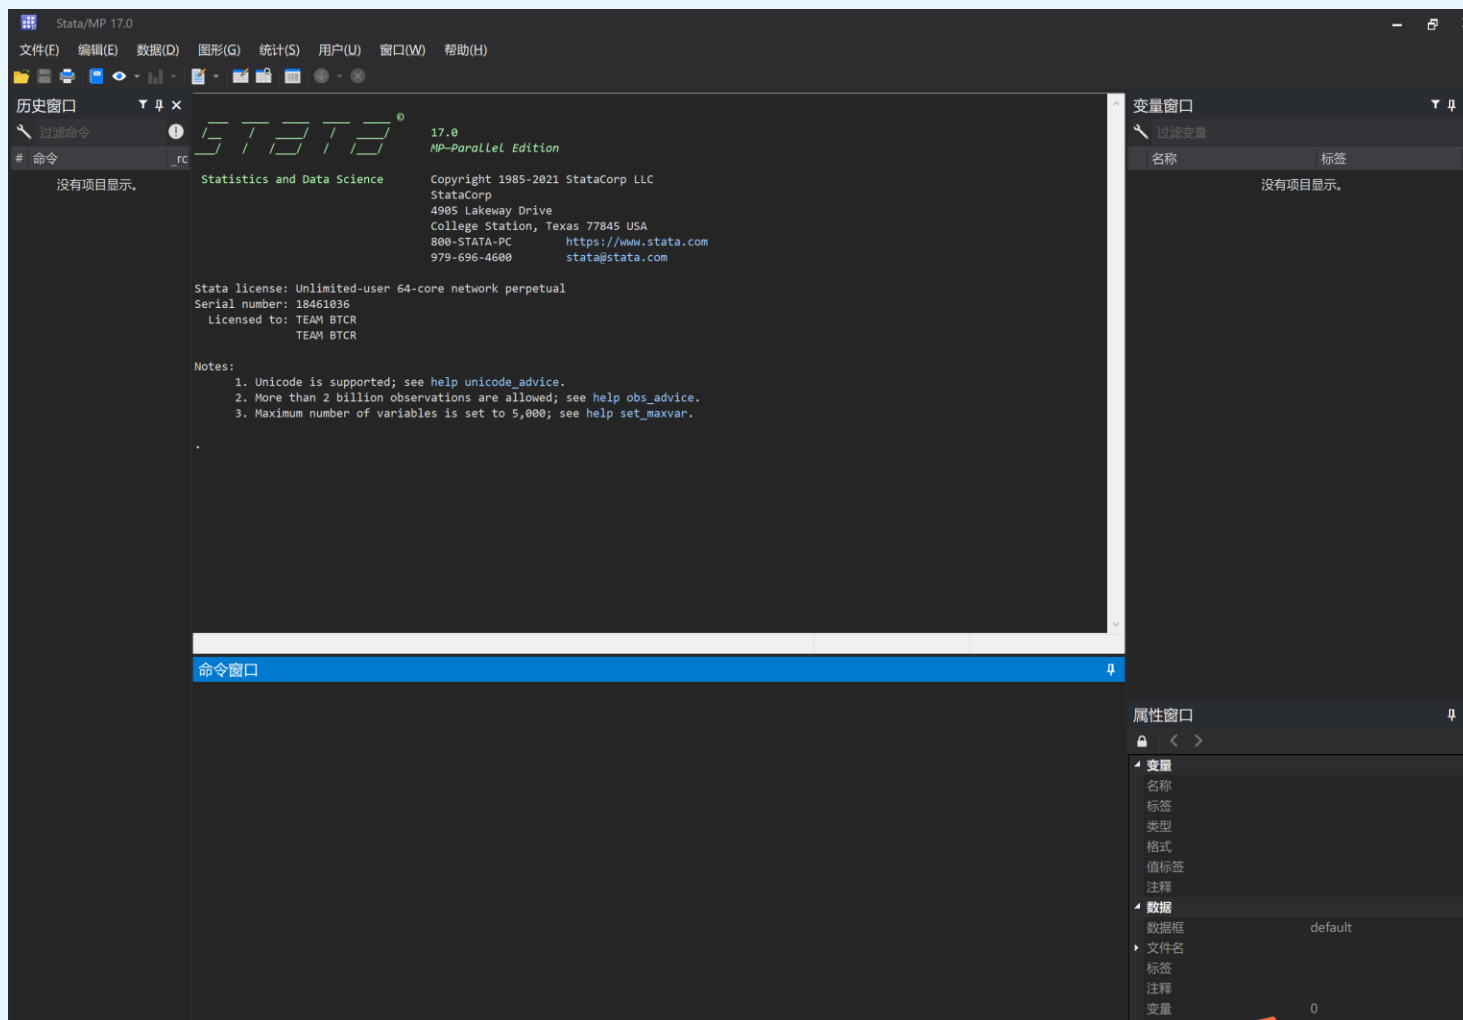 Stata/MP 17.0
文件(F) 编辑(E) 数据(D) 图形(G) 统计(S) 用户(U) 窗口(W) 帮助(H)
历史窗口
过滤命令
# 命令 _rc
没有项目显示。
stata ©
17.0
MP—Parallel Edition
Statistics and Data Science
Copyright 1985-2021 StataCorp LLC
StataCorp
4905 Lakeway Drive
College Station, Texas 77845 USA
800-STATA-PC https://www.stata.com
979-696-4600 stata@stata.com
Stata license: Unlimited-user 64-core network perpetual
Serial number: 18461036
Licensed to: TEAM BTCR
TEAM BTCR
Notes:
1. Unicode is supported; see help unicode_advice.
2. More than 2 billion observations are allowed; see help obs_advice.
3. Maximum number of variables is set to 5,000; see help set_maxvar.
.
命令窗口
变量窗口
过滤变量
名称 标签
没有项目显示。
属性窗口
变量
名称
标签
类型
格式
值标签
注释
数据
数据框 default
文件名
标签
注释
变量 0